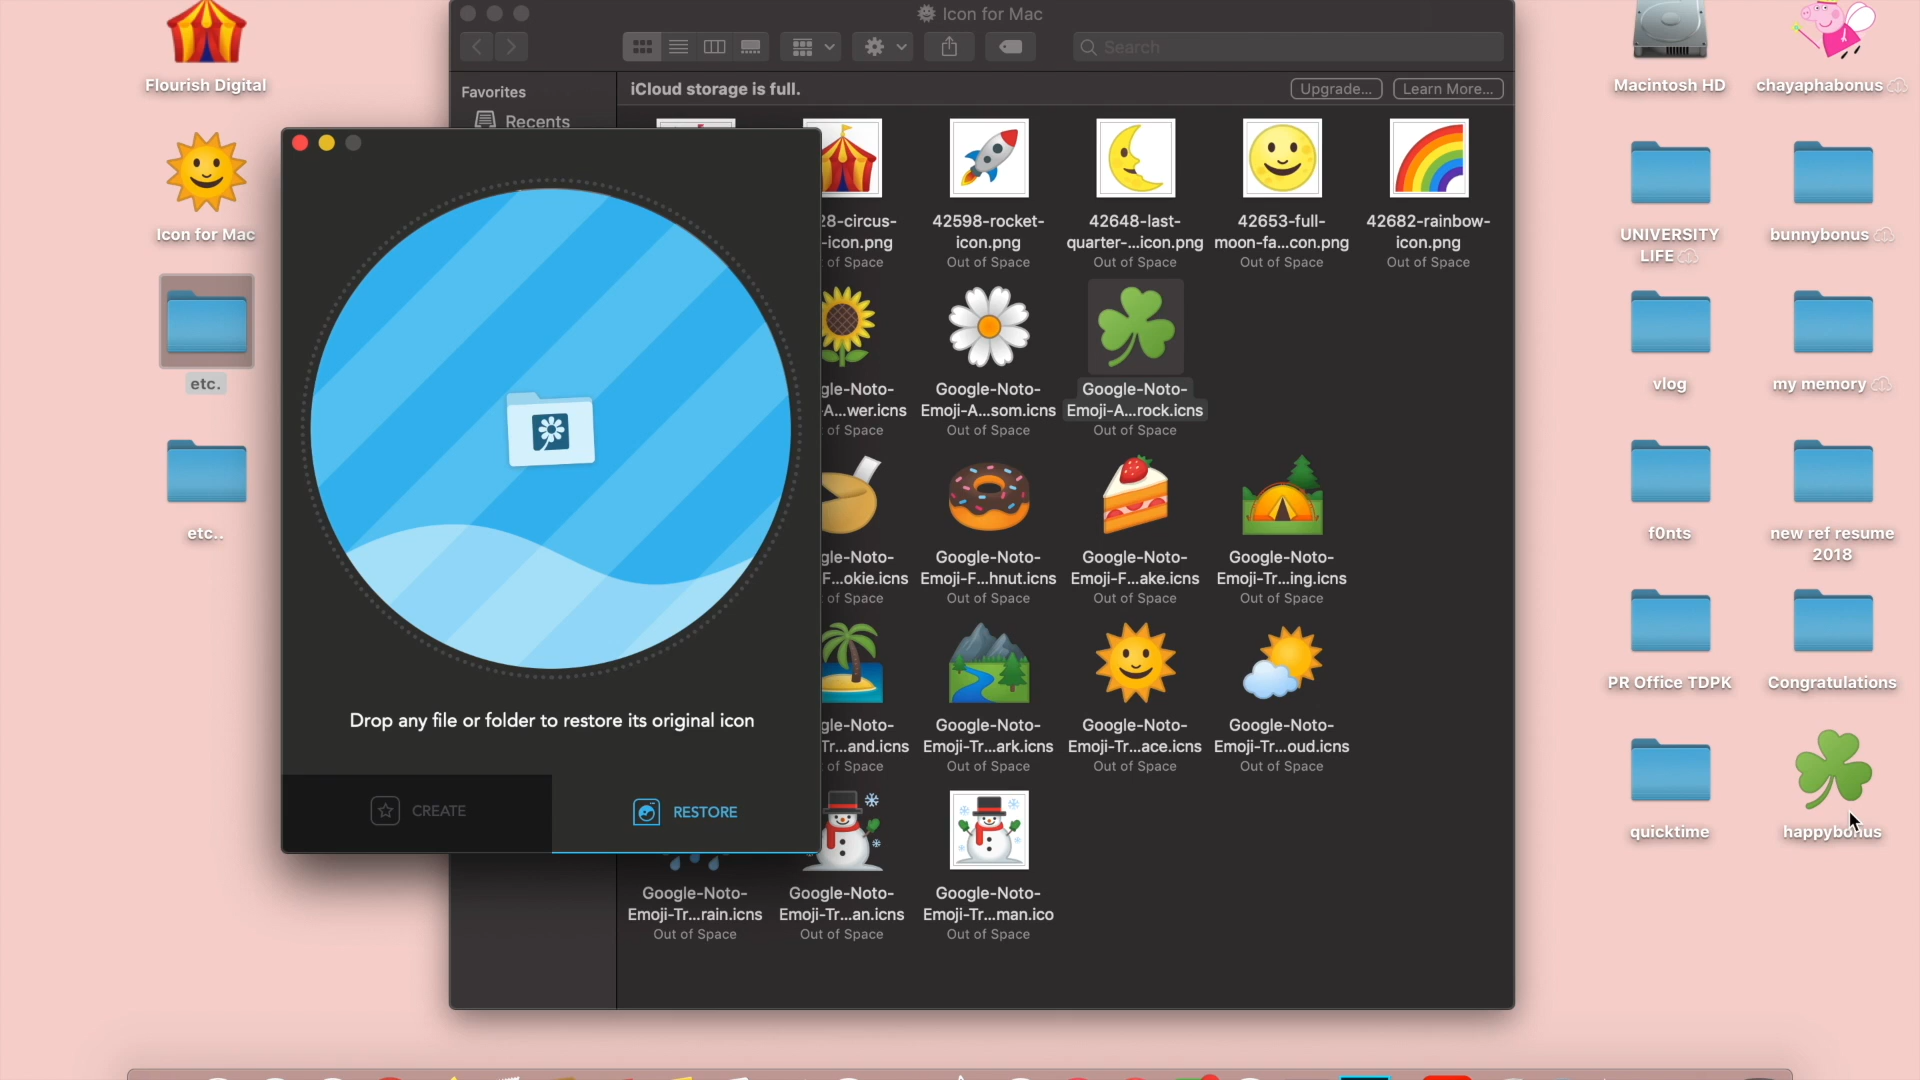 Icon for Mac
Search
Favorites
Recents
iCloud storage is full.
Upgrade...
Learn More...
Flourish Digital
Icon for Mac
etc.
etc..
28-circus-
-icon.png
of Space
42598-rocket-
icon.png
Out of Space
42648-last-
quarter-...icon.png
Out of Space
42653-full-
moon-fa...con.png
Out of Space
42682-rainbow-
icon.png
Out of Space
gle-Noto-
-A...wer.icns
of Space
Google-Noto-
Emoji-A...som.icns
Out of Space
Google-Noto-
Emoji-A...rock.icns
Out of Space
gle-Noto-
F...okie.icns
of Space
Google-Noto-
Emoji-F...hnut.icns
Out of Space
Google-Noto-
Emoji-F...ake.icns
Out of Space
Google-Noto-
Emoji-Tr...ing.icns
Out of Space
gle-Noto-
Tr...and.icns
of Space
Google-Noto-
Emoji-Tr...ark.icns
Out of Space
Google-Noto-
Emoji-Tr...ace.icns
Out of Space
Google-Noto-
Emoji-Tr...oud.icns
Out of Space
Google-Noto-
Emoji-Tr...rain.icns
Out of Space
Google-Noto-
Emoji-Tr...an.icns
Out of Space
Google-Noto-
Emoji-Tr...man.ico
Out of Space
Drop any file or folder to restore its original icon
CREATE
RESTORE
Macintosh HD
chayaphabonus
UNIVERSITY
LIFE
bunnybonus
vlog
my memory
f0nts
new ref resume
2018
PR Office TDPK
Congratulations
quicktime
happybonus